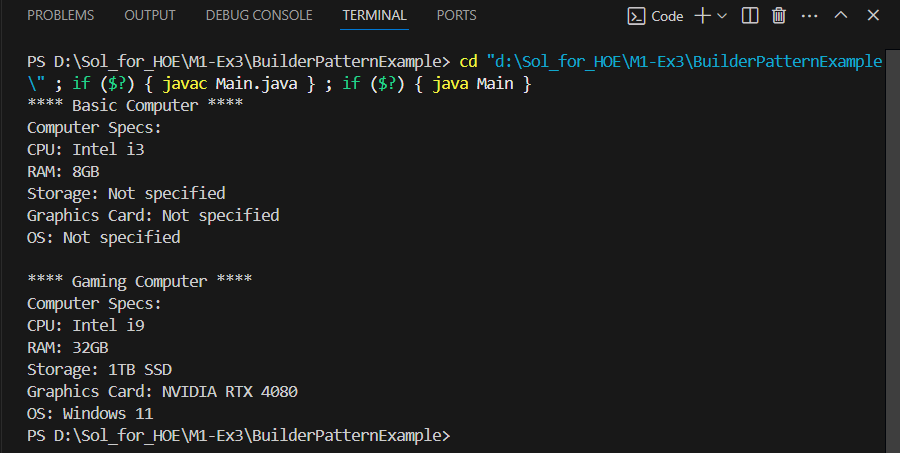 PROBLEMS OUTPUT DEBUG CONSOLE TERMINAL PORTS Code
PS D:\Sol_for_HOE\M1-Ex3\BuilderPatternExample> cd "d:\Sol_for_HOE\M1-Ex3\BuilderPatternExample
\" ; if ($?) { javac Main.java } ; if ($?) { java Main }
**** Basic Computer ****
Computer Specs:
CPU: Intel i3
RAM: 8GB
Storage: Not specified
Graphics Card: Not specified
OS: Not specified

**** Gaming Computer ****
Computer Specs:
CPU: Intel i9
RAM: 32GB
Storage: 1TB SSD
Graphics Card: NVIDIA RTX 4080
OS: Windows 11
PS D:\Sol_for_HOE\M1-Ex3\BuilderPatternExample>